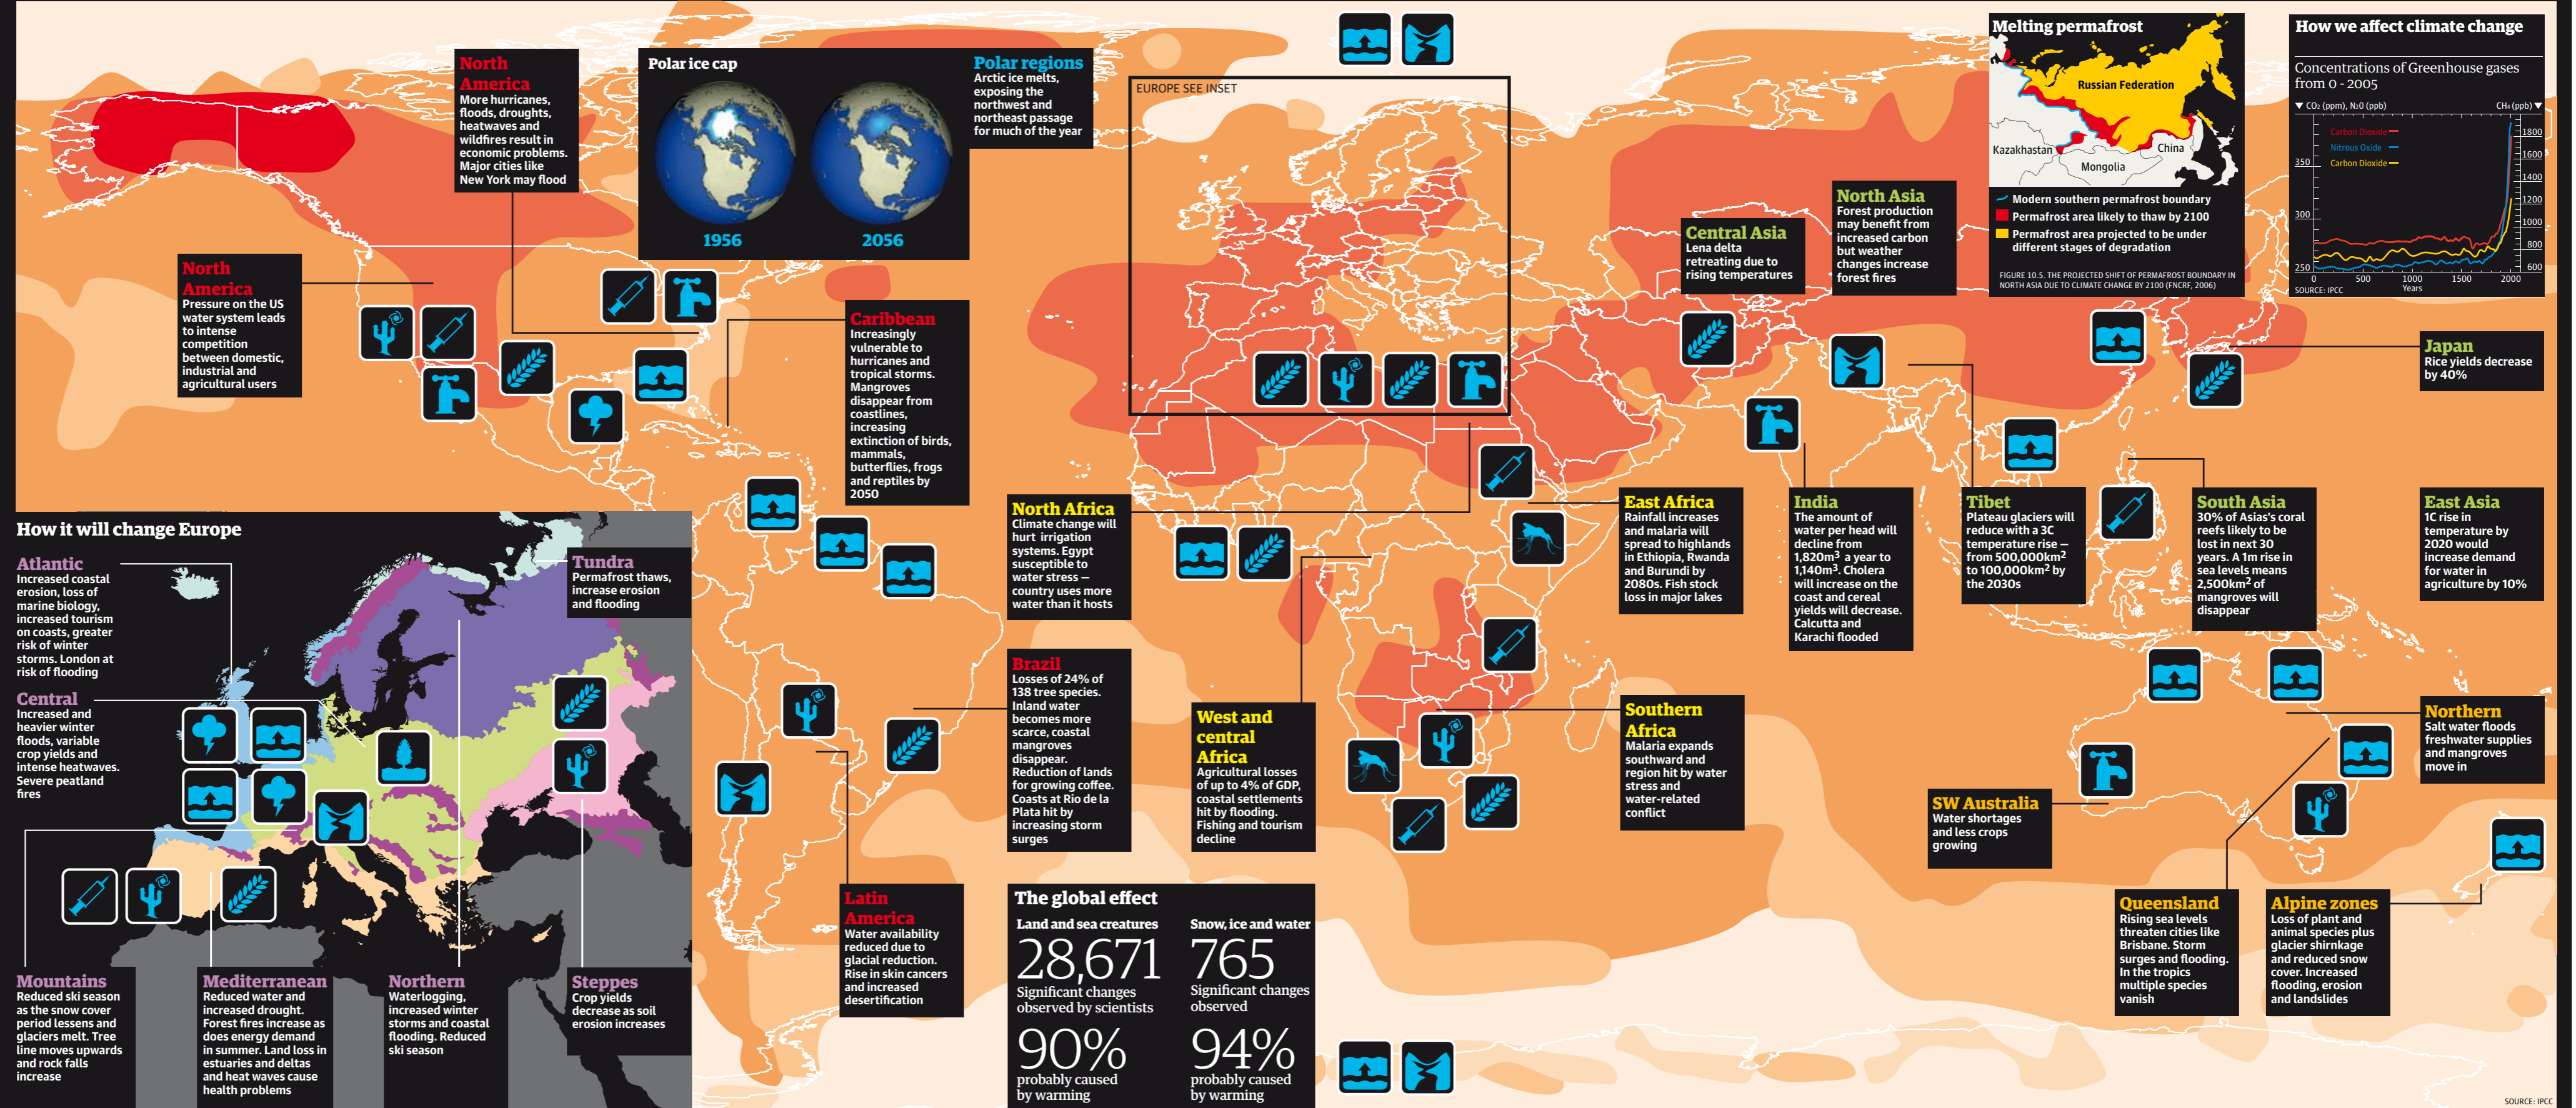 North
America
More hurricanes,
floods, droughts,
heatwaves and
wildfires result in
economic problems.
Major cities like
New York may flood
Polar ice cap
1956
2056
Polar regions
Arctic ice melts,
exposing the
northwest and
northeast passage
for much of the year
EUROPE SEE INSET
Melting permafrost
Russian Federation
Kazakhstan
Mongolia
China
Modern southern permafrost boundary
Permafrost area likely to thaw by 2100
Permafrost area projected to be under
different stages of degradation
FIGURE 10.5. THE PROJECTED SHIFT OF PERMAFROST BOUNDARY IN
NORTH ASIA DUE TO CLIMATE CHANGE BY 2100 (FNCRF, 2006)
How we affect climate change
Concentrations of Greenhouse gases
from 0 - 2005
▼ CO₂ (ppm), N₂0 (ppb)
CH₄ (ppb) ▼
Carbon Dioxide
Nitrous Oxide
Carbon Dioxide
350
300
250
1800
1600
1400
1200
1000
800
600
0 500 1000 1500 2000
Years
SOURCE: IPCC
North
America
Pressure on the US
water system leads
to intense
competition
between domestic,
industrial and
agricultural users
Caribbean
Increasingly
vulnerable to
hurricanes and
tropical storms.
Mangroves
disappear from
coastlines,
increasing
extinction of birds,
mammals,
butterflies, frogs
and reptiles by
2050
Central Asia
Lena delta
retreating due to
rising temperatures
North Asia
Forest production
may benefit from
increased carbon
but weather
changes increase
forest fires
Japan
Rice yields decrease
by 40%
North Africa
Climate change will
hurt irrigation
systems. Egypt
susceptible to
water stress –
country uses more
water than it hosts
East Africa
Rainfall increases
and malaria will
spread to highlands
in Ethiopia, Rwanda
and Burundi by
2080s. Fish stock
loss in major lakes
India
The amount of
water per head will
decline from
1,820m³ a year to
1,140m³. Cholera
will increase on the
coast and cereal
yields will decrease.
Calcutta and
Karachi flooded
Tibet
Plateau glaciers will
reduce with a 3C
temperature rise –
from 500,000km²
to 100,000km² by
the 2030s
South Asia
30% of Asias's coral
reefs likely to be
lost in next 30
years. A 1m rise in
sea levels means
2,500km² of
mangroves will
disappear
East Asia
1C rise in
temperature by
2020 would
increase demand
for water in
agriculture by 10%
How it will change Europe
Atlantic
Increased coastal
erosion, loss of
marine biology,
increased tourism
on coasts, greater
risk of winter
storms. London at
risk of flooding
Tundra
Permafrost thaws,
increase erosion
and flooding
Central
Increased and
heavier winter
floods, variable
crop yields and
intense heatwaves.
Severe peatland
fires
Mountains
Reduced ski season
as the snow cover
period lessens and
glaciers melt. Tree
line moves upwards
and rock falls
increase
Mediterranean
Reduced water and
increased drought.
Forest fires increase as
does energy demand
in summer. Land loss in
estuaries and deltas
and heat waves cause
health problems
Northern
Waterlogging,
increased winter
storms and coastal
flooding. Reduced
ski season
Steppes
Crop yields
decrease as soil
erosion increases
Brazil
Losses of 24% of
138 tree species.
Inland water
becomes more
scarce, coastal
mangroves
disappear.
Reduction of lands
for growing coffee.
Coasts at Rio de la
Plata hit by
increasing storm
surges
West and
central
Africa
Agricultural losses
of up to 4% of GDP,
coastal settlements
hit by flooding.
Fishing and tourism
decline
Southern
Africa
Malaria expands
southward and
region hit by water
stress and
water-related
conflict
Northern
Salt water floods
freshwater supplies
and mangroves
move in
SW Australia
Water shortages
and less crops
growing
Latin
America
Water availability
reduced due to
glacial reduction.
Rise in skin cancers
and increased
desertification
The global effect
Land and sea creatures
28,671
Significant changes
observed by scientists
90%
probably caused
by warming
Snow, ice and water
765
Significant changes
observed
94%
probably caused
by warming
Queensland
Rising sea levels
threaten cities like
Brisbane. Storm
surges and flooding.
In the tropics
multiple species
vanish
Alpine zones
Loss of plant and
animal species plus
glacier shirnkage
and reduced snow
cover. Increased
flooding, erosion
and landslides
SOURCE: IPCC